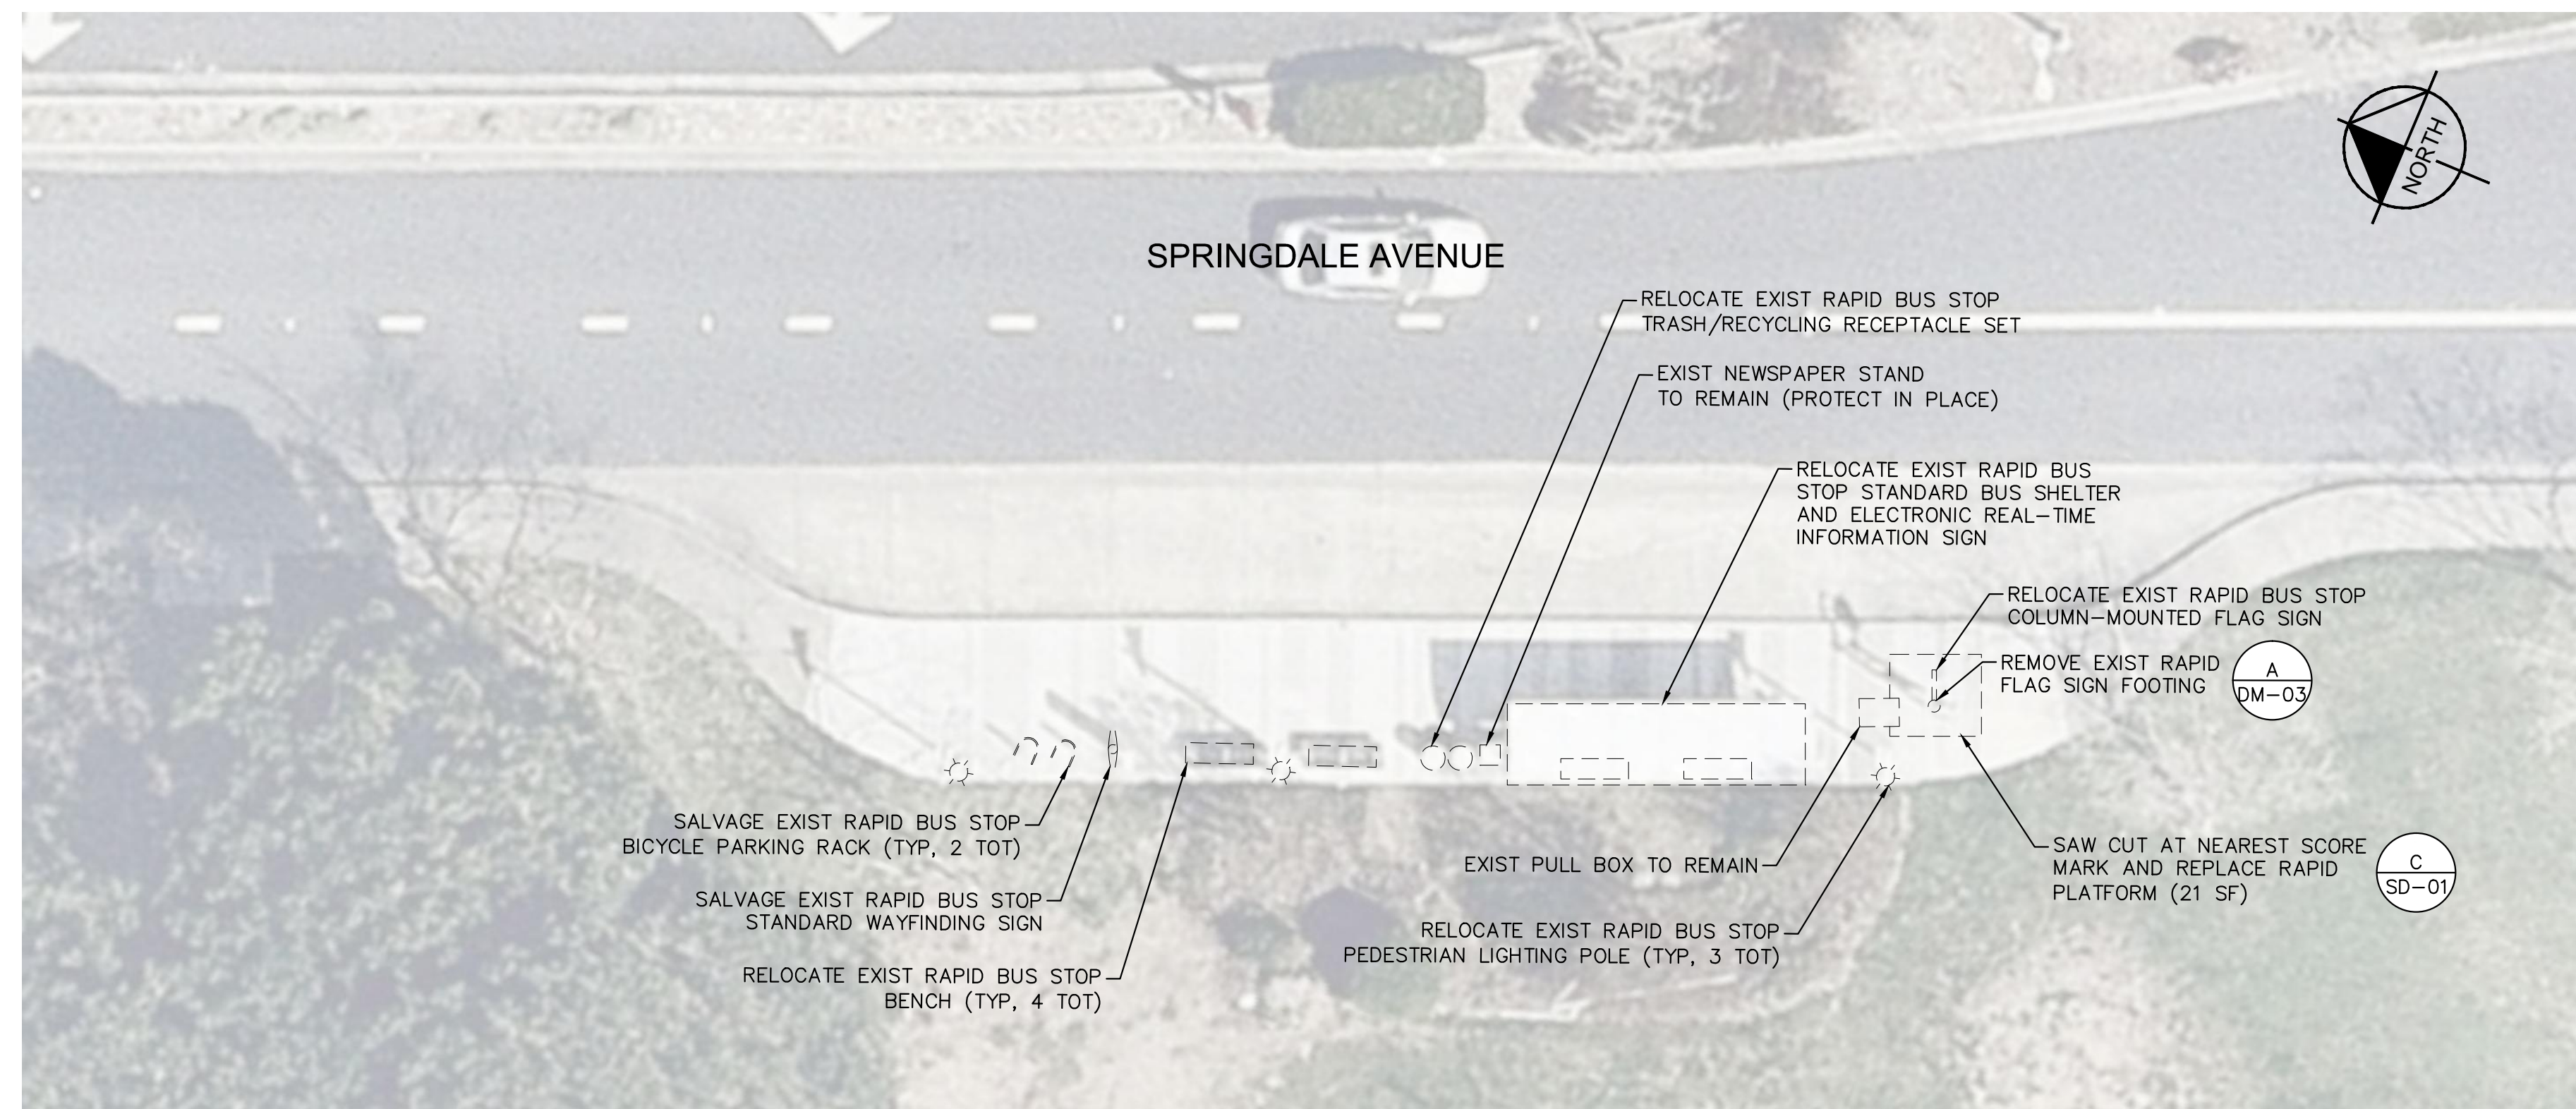 NORTH
SPRINGDALE AVENUE
RELOCATE EXIST RAPID BUS STOP
TRASH/RECYCLING RECEPTACLE SET
EXIST NEWSPAPER STAND
TO REMAIN (PROTECT IN PLACE)
RELOCATE EXIST RAPID BUS
STOP STANDARD BUS SHELTER
AND ELECTRONIC REAL-TIME
INFORMATION SIGN
RELOCATE EXIST RAPID BUS STOP
COLUMN-MOUNTED FLAG SIGN
REMOVE EXIST RAPID
FLAG SIGN FOOTING
A
DM-03
SALVAGE EXIST RAPID BUS STOP
BICYCLE PARKING RACK (TYP, 2 TOT)
SALVAGE EXIST RAPID BUS STOP
STANDARD WAYFINDING SIGN
RELOCATE EXIST RAPID BUS STOP
BENCH (TYP, 4 TOT)
EXIST PULL BOX TO REMAIN
RELOCATE EXIST RAPID BUS STOP
PEDESTRIAN LIGHTING POLE (TYP, 3 TOT)
SAW CUT AT NEAREST SCORE
MARK AND REPLACE RAPID
PLATFORM (21 SF)
C
SD-01